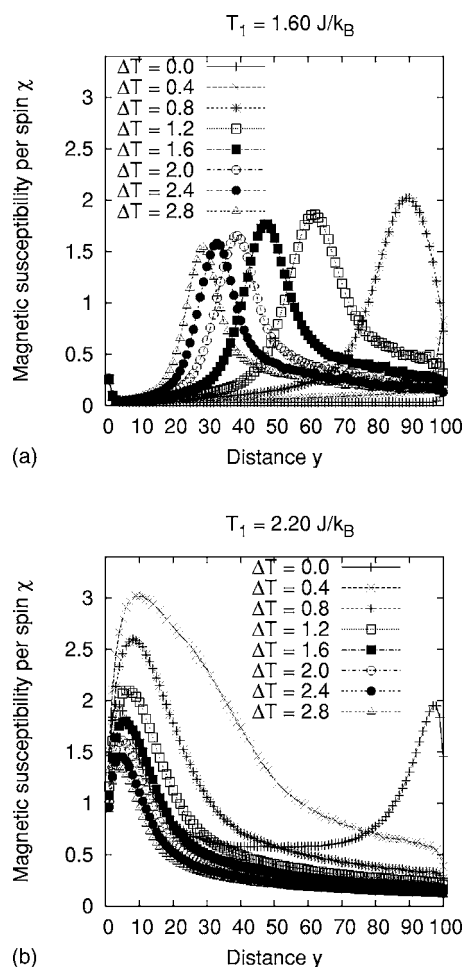 T₁ = 1.60 J/k_B
Magnetic susceptibility per spin χ
3
2.5
2
1.5
1
0.5
0
ΔT = 0.0
ΔT = 0.4
ΔT = 0.8
ΔT = 1.2
ΔT = 1.6
ΔT = 2.0
ΔT = 2.4
ΔT = 2.8
0 10 20 30 40 50 60 70 80 90 100
Distance y
(a)
T₁ = 2.20 J/k_B
Magnetic susceptibility per spin χ
3
2.5
2
1.5
1
0.5
0
ΔT = 0.0
ΔT = 0.4
ΔT = 0.8
ΔT = 1.2
ΔT = 1.6
ΔT = 2.0
ΔT = 2.4
ΔT = 2.8
0 10 20 30 40 50 60 70 80 90 100
Distance y
(b)